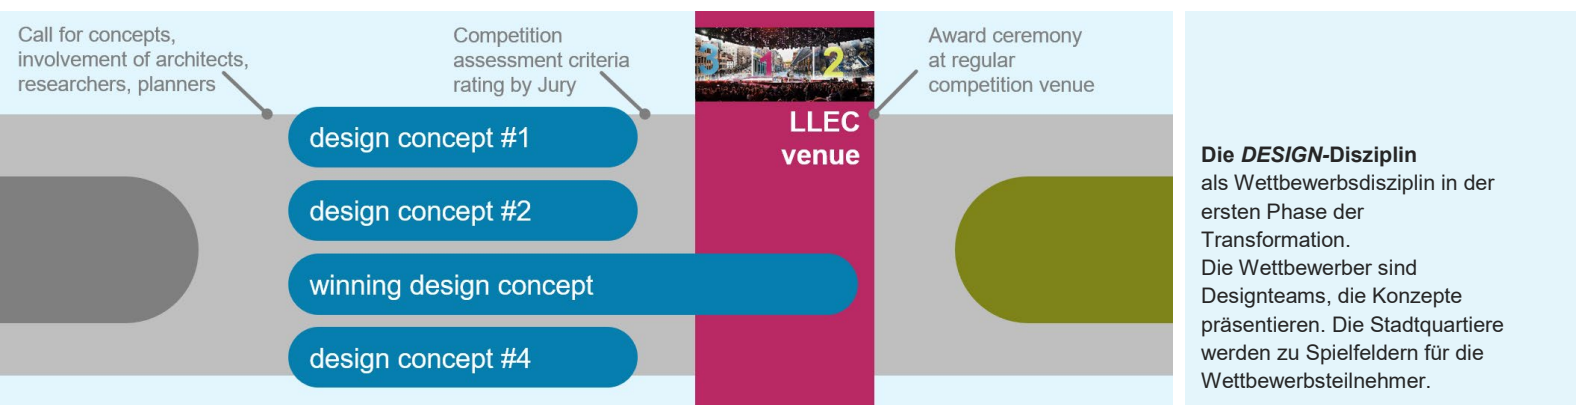 Call for concepts,
involvement of architects,
researchers, planners
Competition
assessment criteria
rating by Jury
3 1 2
Award ceremony
at regular
competition venue
LLEC
venue
design concept #1
design concept #2
winning design concept
design concept #4
Die DESIGN-Disziplin
als Wettbewerbsdisziplin in der
ersten Phase der
Transformation.
Die Wettbewerber sind
Designteams, die Konzepte
präsentieren. Die Stadtquartiere
werden zu Spielfeldern für die
Wettbewerbsteilnehmer.